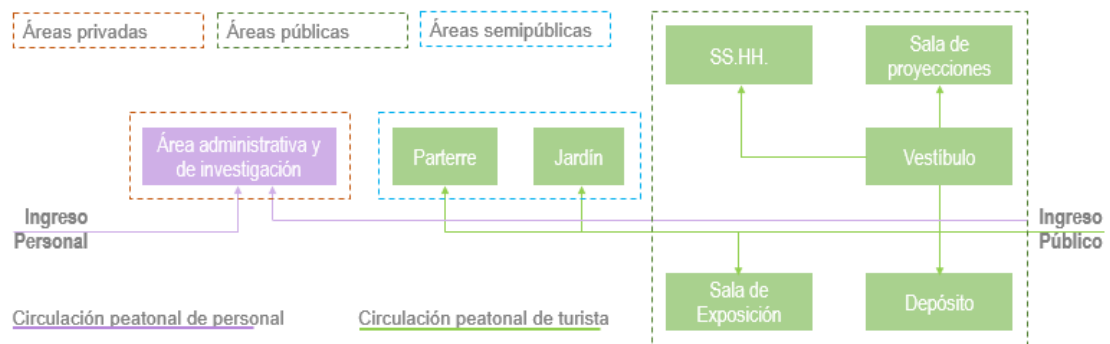 Áreas privadas
Áreas públicas
Áreas semipúblicas
SS.HH.
Sala de
proyecciones
Área administrativa y
de investigación
Parterre
Jardín
Vestíbulo
Ingreso
Personal
Ingreso
Público
Sala de
Exposición
Depósito
Circulación peatonal de personal
Circulación peatonal de turista